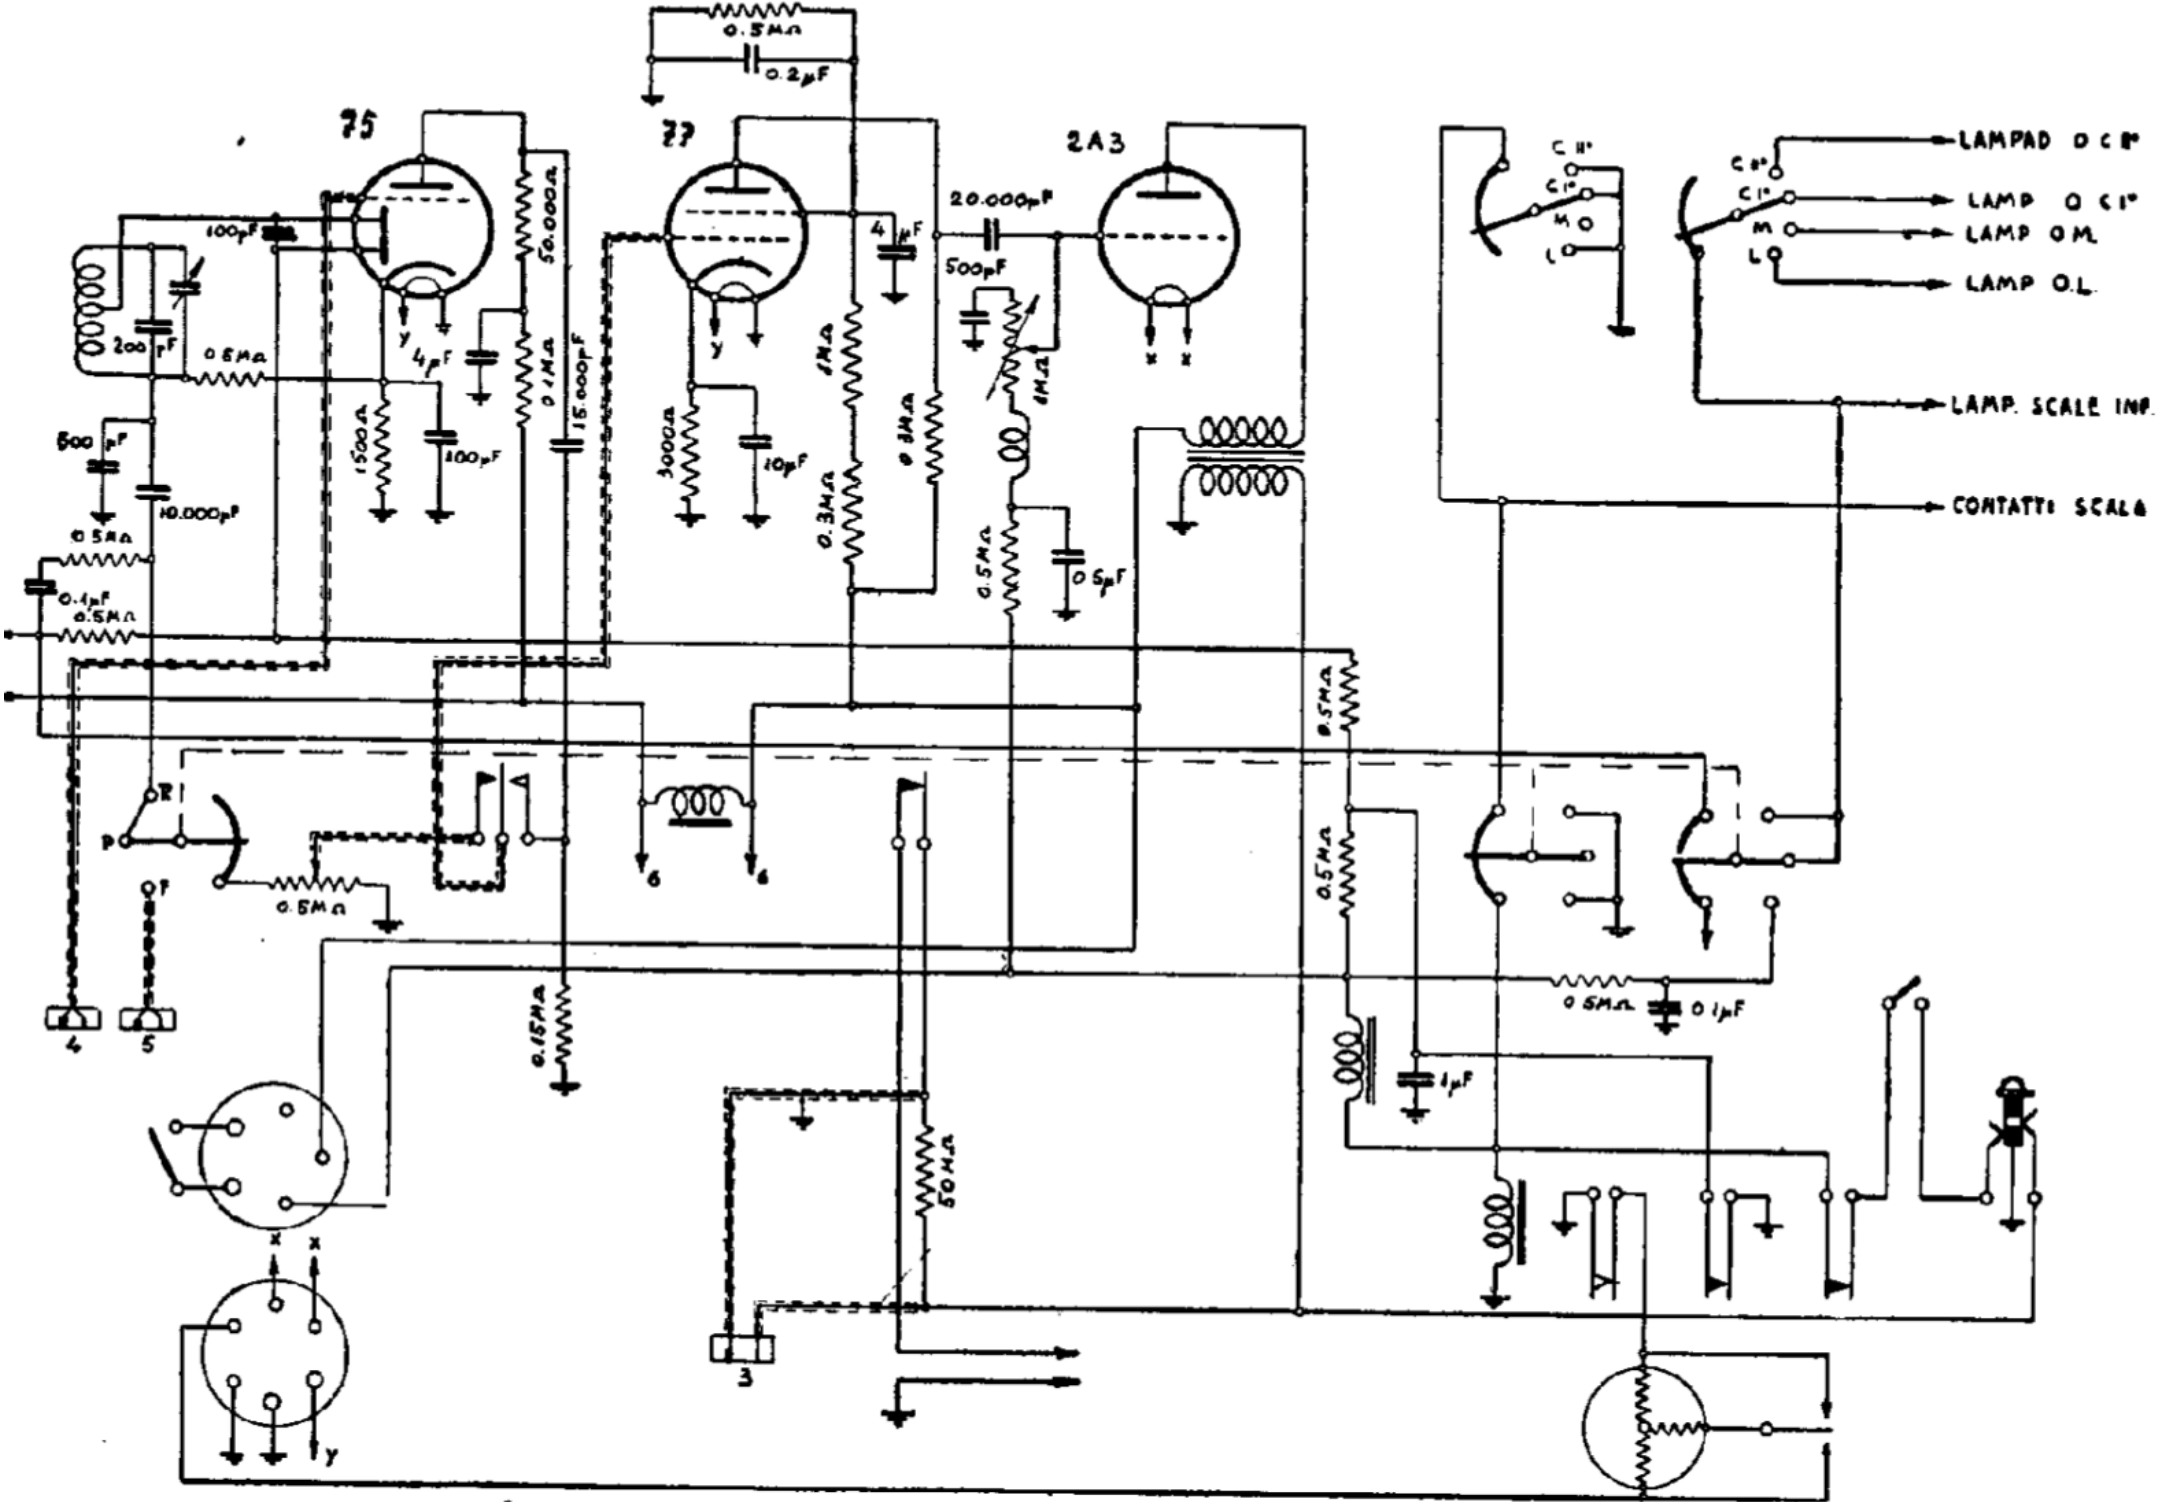 0.5MΩ
0.2µF
75
77
2A3
C II°
C I°
M
L
C II°
C I°
M
L
LAMPAD O C II°
LAMP O C I°
LAMP O M.
LAMP O.L.
LAMP. SCALE INF.
CONTATTI SCALA
100pF
200pF
0.5MΩ
y
4µF
50.000Ω
0.1MΩ
15.000pF
y
4µF
20.000pF
500pF
1MΩ
x x
500pF
10.000pF
1500Ω
100µF
3000Ω
10µF
1MΩ
0.3MΩ
0.3MΩ
0.5MΩ
0.5µF
0.5MΩ
0.1µF
0.5MΩ
0.5MΩ
0.5MΩ
R
P
F
0.5MΩ
6 6
4 5
0.15MΩ
0.5MΩ
0.1µF
1µF
50MΩ
x x
y
3